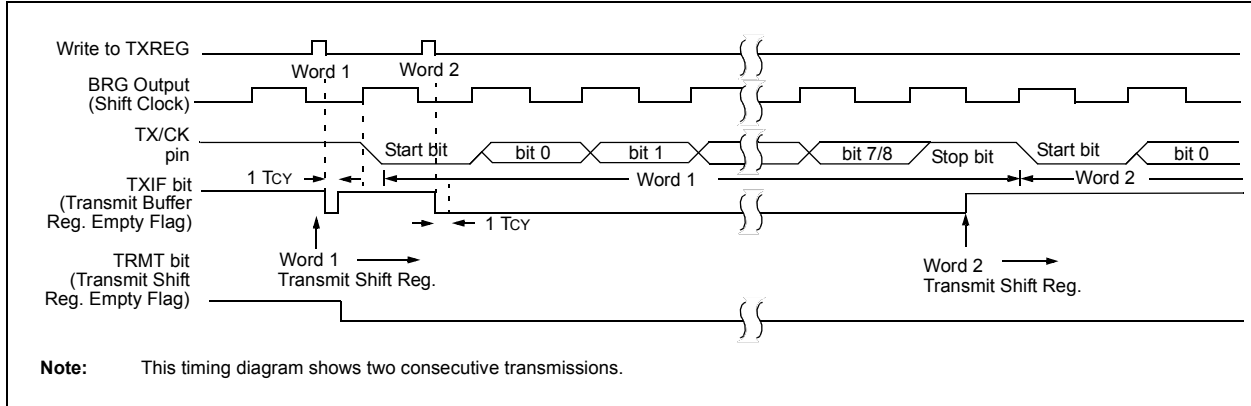 Write to TXREG
Word 1
Word 2
BRG Output
(Shift Clock)
TX/CK
pin
Start bit
bit 0
bit 1
bit 7/8
Stop bit
Start bit
bit 0
1 TCY
Word 1
Word 2
TXIF bit
(Transmit Buffer
Reg. Empty Flag)
1 TCY
Word 1
Transmit Shift Reg.
Word 2
Transmit Shift Reg.
TRMT bit
(Transmit Shift
Reg. Empty Flag)
Note: This timing diagram shows two consecutive transmissions.